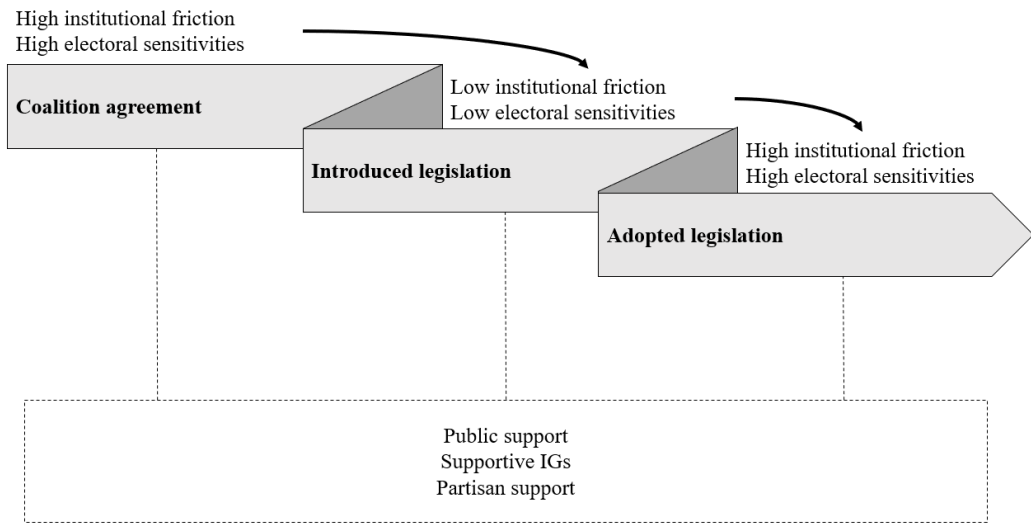 High institutional friction
High electoral sensitivities
Coalition agreement
Low institutional friction
Low electoral sensitivities
Introduced legislation
High institutional friction
High electoral sensitivities
Adopted legislation
Public support
Supportive IGs
Partisan support